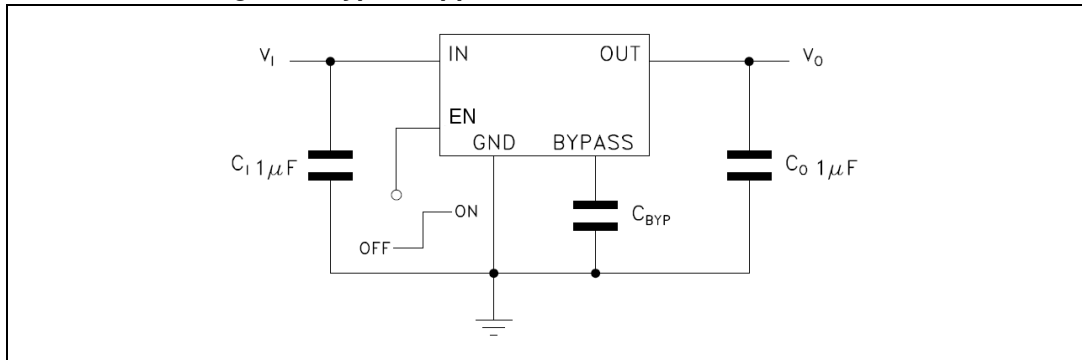 V_I
IN
OUT
V_O
EN
GND
BYPASS
C_I 1μF
C_O 1μF
C_BYP
ON
OFF